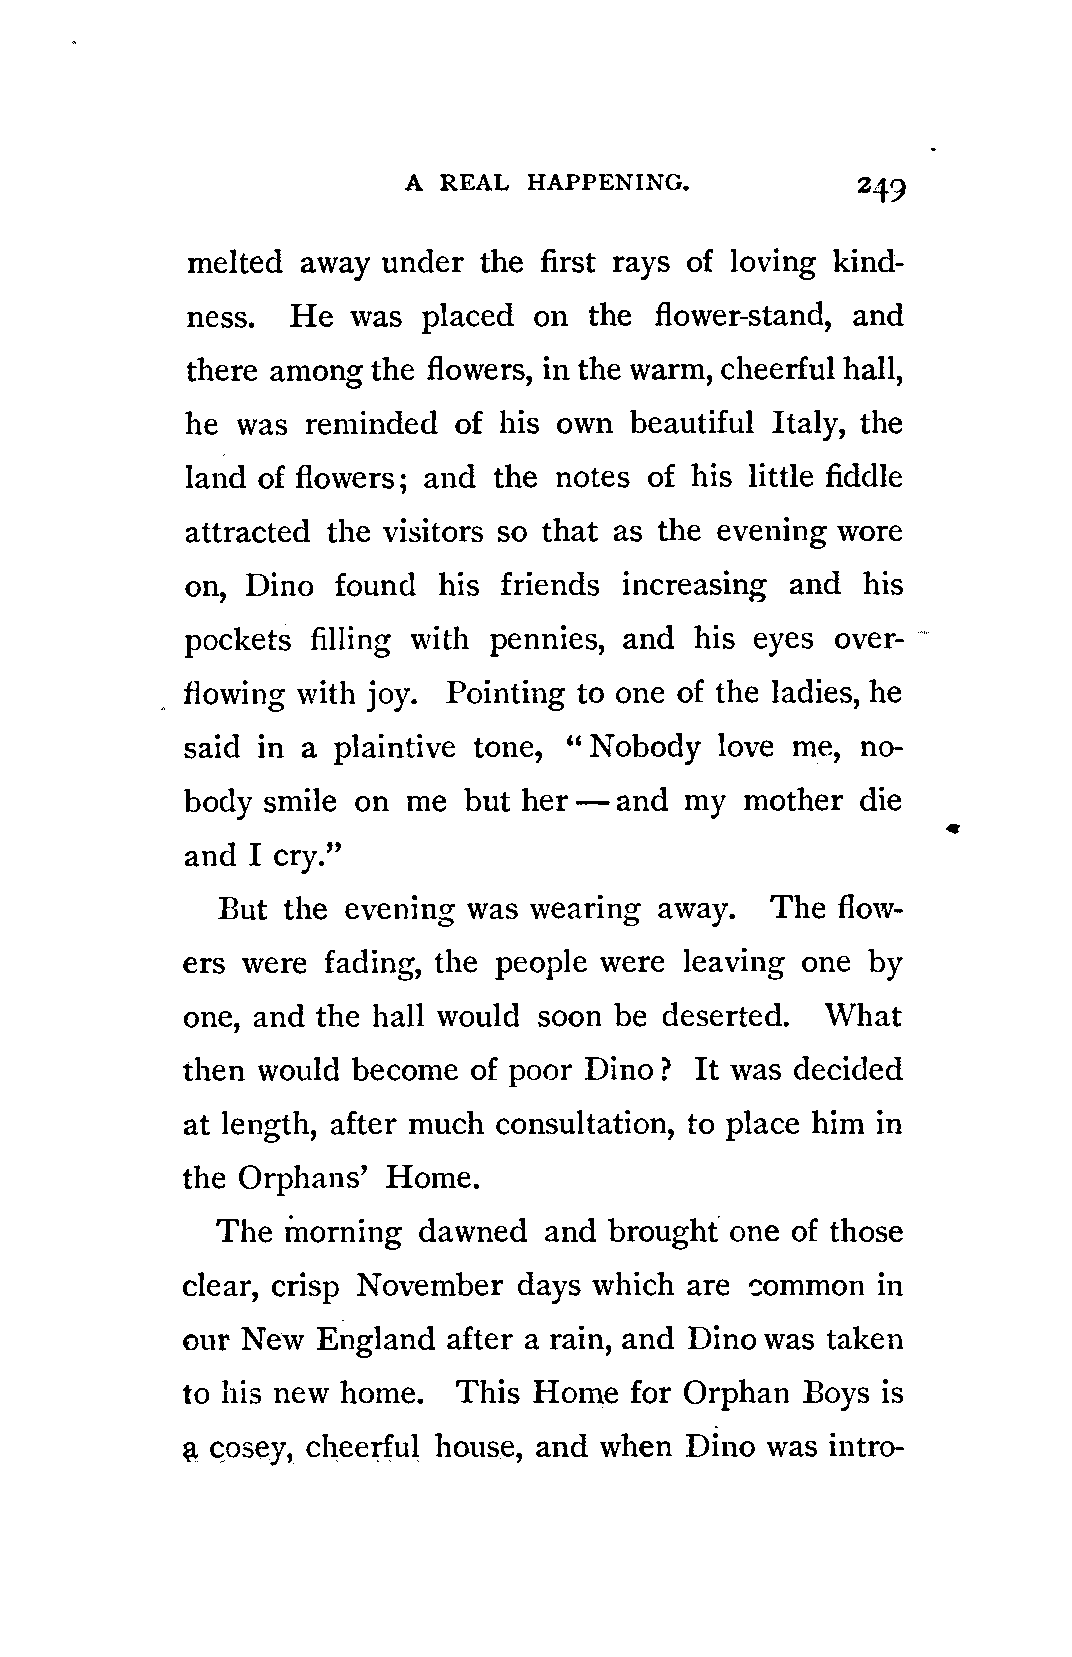 A REAL HAPPENING. 249
melted away under the first rays of loving kind-
ness. He was placed on the flower-stand, and
there among the flowers, in the warm, cheerful hall,
he was reminded of his own beautiful Italy, the
land of flowers; and the notes of his little fiddle
attracted the visitors so that as the evening wore
on, Dino found his friends increasing and his
pockets filling with pennies, and his eyes over-
flowing with joy. Pointing to one of the ladies, he
said in a plaintive tone, “Nobody love me, no-
body smile on me but her — and my mother die
and I cry.”
But the evening was wearing away. The flow-
ers were fading, the people were leaving one by
one, and the hall would soon be deserted. What
then would become of poor Dino? It was decided
at length, after much consultation, to place him in
the Orphans’ Home.
The morning dawned and brought one of those
clear, crisp November days which are common in
our New England after a rain, and Dino was taken
to his new home. This Home for Orphan Boys is
a cosey, cheerful house, and when Dino was intro-